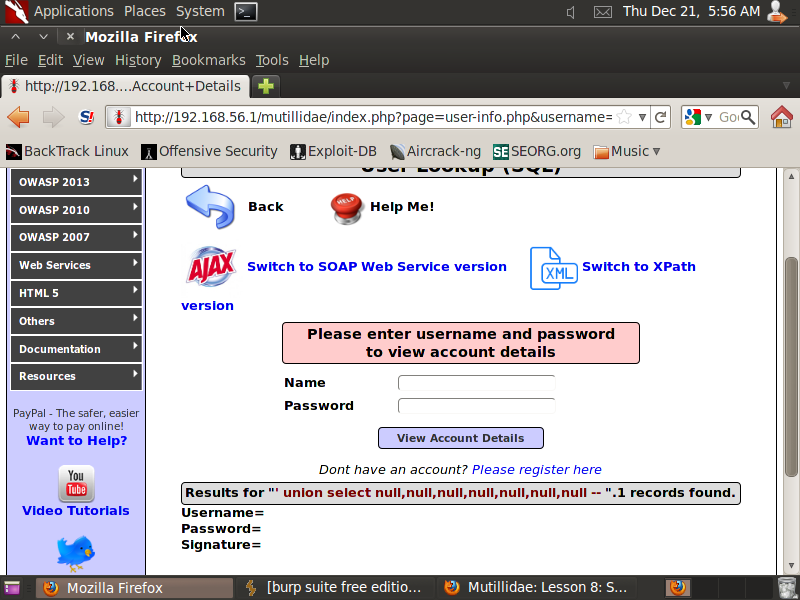 Applications Places System Thu Dec 21, 5:56 AM
Mozilla Firefox
File Edit View History Bookmarks Tools Help
http://192.168....Account+Details
S! http://192.168.56.1/mutillidae/index.php?page=user-info.php&username=
BackTrack Linux Offensive Security Exploit-DB Aircrack-ng SE SEORG.org Music
User Lookup (SQL)
OWASP 2013
OWASP 2010
OWASP 2007
Web Services
HTML 5
Others
Documentation
Resources
PayPal - The safer, easier
way to pay online!
Want to Help?
You
Tube
Video Tutorials
Back HELP Help Me!
AJAX Switch to SOAP Web Service version XML Switch to XPath
version
Please enter username and password
to view account details
Name
Password
View Account Details
Dont have an account? Please register here
Results for "' union select null,null,null,null,null,null,null -- ".1 records found.
Username=
Password=
Signature=
Mozilla Firefox [burp suite free editio... Mutillidae: Lesson 8: S...